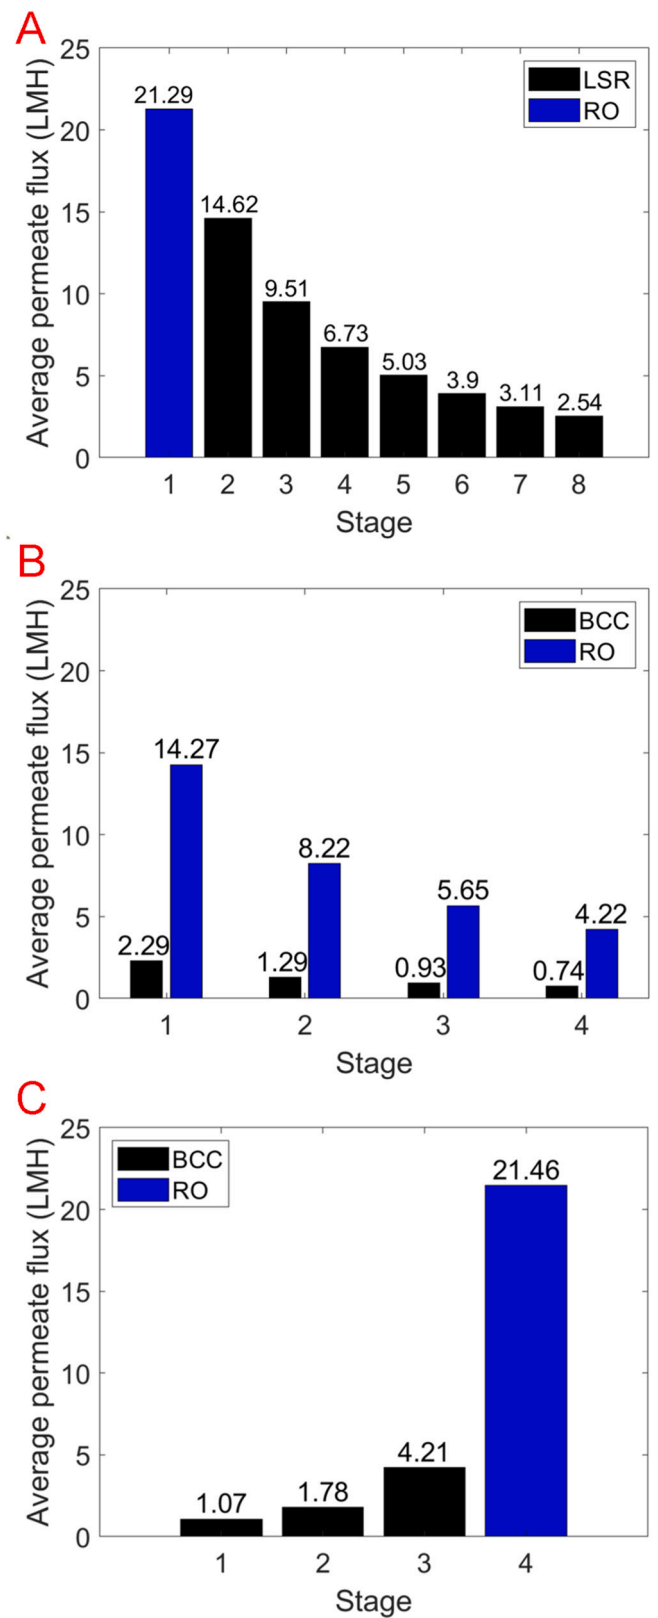 A
Average permeate flux (LMH)
25
20
15
10
5
0
LSR
RO
21.29
14.62
9.51
6.73
5.03
3.9
3.11
2.54
1 2 3 4 5 6 7 8
Stage
B
Average permeate flux (LMH)
25
20
15
10
5
0
BCC
RO
2.29
14.27
1.29
8.22
0.93
5.65
0.74
4.22
1 2 3 4
Stage
C
Average permeate flux (LMH)
25
20
15
10
5
0
BCC
RO
1.07
1.78
4.21
21.46
1 2 3 4
Stage